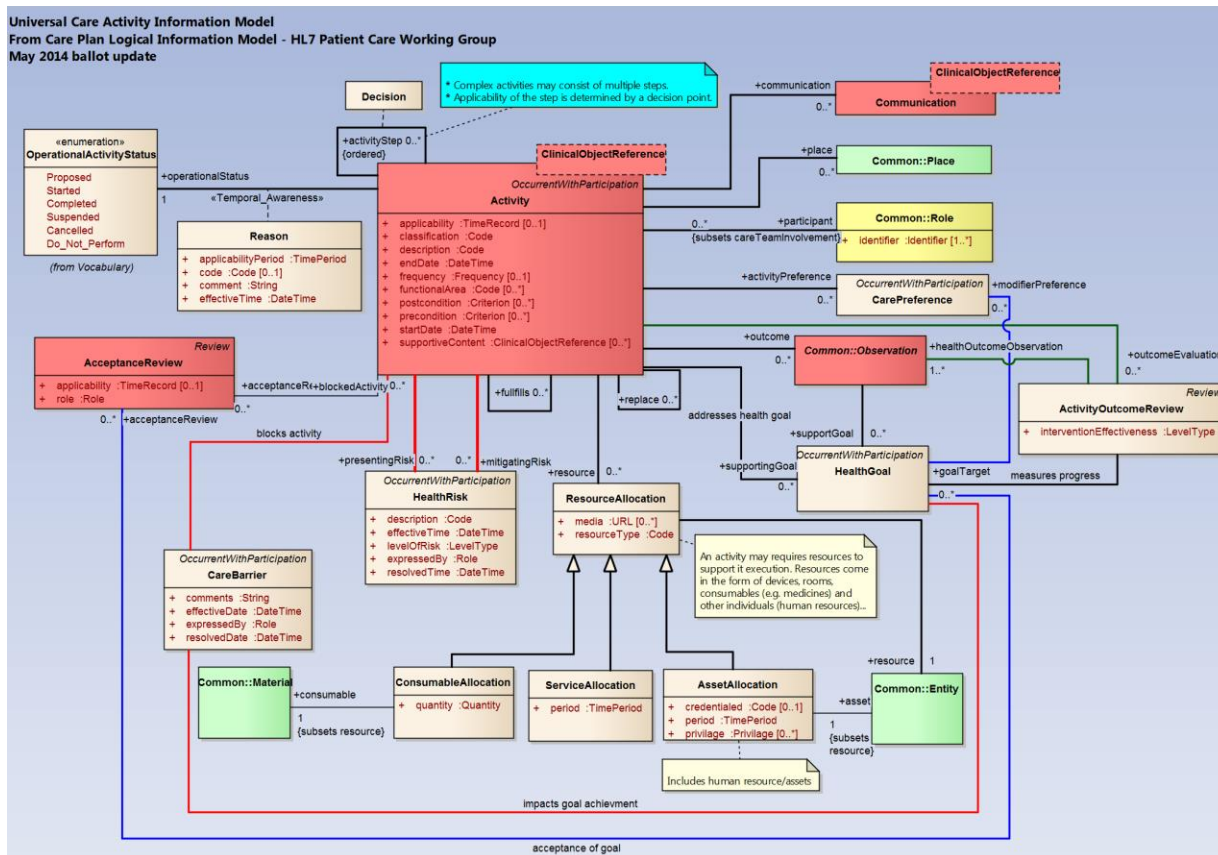 Universal Care Activity Information Model
From Care Plan Logical Information Model - HL7 Patient Care Working Group
May 2014 ballot update
Decision
* Complex activities may consist of multiple steps.
* Applicability of the step is determined by a decision point.
+activityStep 0..*
{ordered}
«enumeration»
OperationalActivityStatus
Proposed
Started
Completed
Suspended
Cancelled
Do_Not_Perform
(from Vocabulary)
+operationalStatus
1
«Temporal_Awareness»
Reason
+ applicabilityPeriod :TimePeriod
+ code :Code [0..1]
+ comment :String
+ effectiveTime :DateTime
ClinicalObjectReference
OccurrentWithParticipation
Activity
+ applicability :TimeRecord [0..1]
+ classification :Code
+ description :Code
+ endDate :DateTime
+ frequency :Frequency [0..1]
+ functionalArea :Code [0..*]
+ postcondition :Criterion [0..*]
+ precondition :Criterion [0..*]
+ startDate :DateTime
+ supportiveContent :ClinicalObjectReference [0..*]
+communication
0..*
ClinicalObjectReference
Communication
+place
0..*
Common::Place
0..*
+participant
{subsets careTeamInvolvement}
Common::Role
+ identifier :Identifier [1..*]
+activityPreference
0..*
OccurrentWithParticipation
CarePreference
+modifierPreference
0..*
+outcome
0..*
Common::Observation
+healthOutcomeObservation
1..*
+outcomeEvaluation
0..*
Review
ActivityOutcomeReview
+ interventionEffectiveness :LevelType
Review
AcceptanceReview
+ applicability :TimeRecord [0..1]
+ role :Role
+acceptanceRe
+blockedActivity
0..*
0..*
0..*
+acceptanceReview
blocks activity
+fullfills 0..*
+replace 0..*
addresses health goal
+supportGoal
0..*
+supportingGoal
0..*
OccurrentWithParticipation
HealthGoal
+goalTarget
0..*
measures progress
+presentingRisk
0..*
0..*
+mitigatingRisk
OccurrentWithParticipation
HealthRisk
+ description :Code
+ effectiveTime :DateTime
+ levelOfRisk :LevelType
+ expressedBy :Role
+ resolvedTime :DateTime
+resource
0..*
ResourceAllocation
+ media :URL [0..*]
+ resourceType :Code
An activity may requires resources to
support it execution. Resources come
in the form of devices, rooms,
consumables (e.g. medicines) and
other individuals (human resources)...
OccurrentWithParticipation
CareBarrier
+ comments :String
+ effectiveDate :DateTime
+ expressedBy :Role
+ resolvedDate :DateTime
Common::Material
+consumable
1
{subsets resource}
ConsumableAllocation
+ quantity :Quantity
ServiceAllocation
+ period :TimePeriod
AssetAllocation
+ credentialed :Code [0..1]
+ period :TimePeriod
+ privilage :Privilage [0..*]
+resource
1
+asset
1
{subsets
resource}
Common::Entity
Includes human resource/assets
impacts goal achievment
acceptance of goal